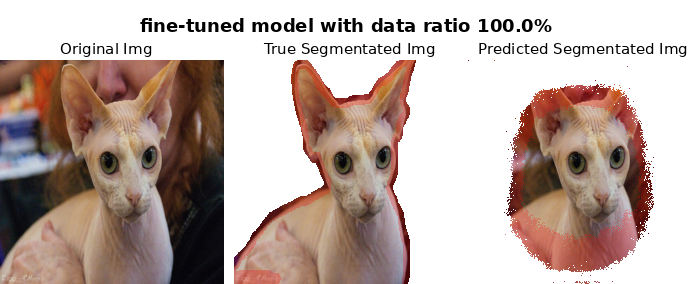 fine-tuned model with data ratio 100.0%
Original Img
True Segmentated Img
Predicted Segmentated Img